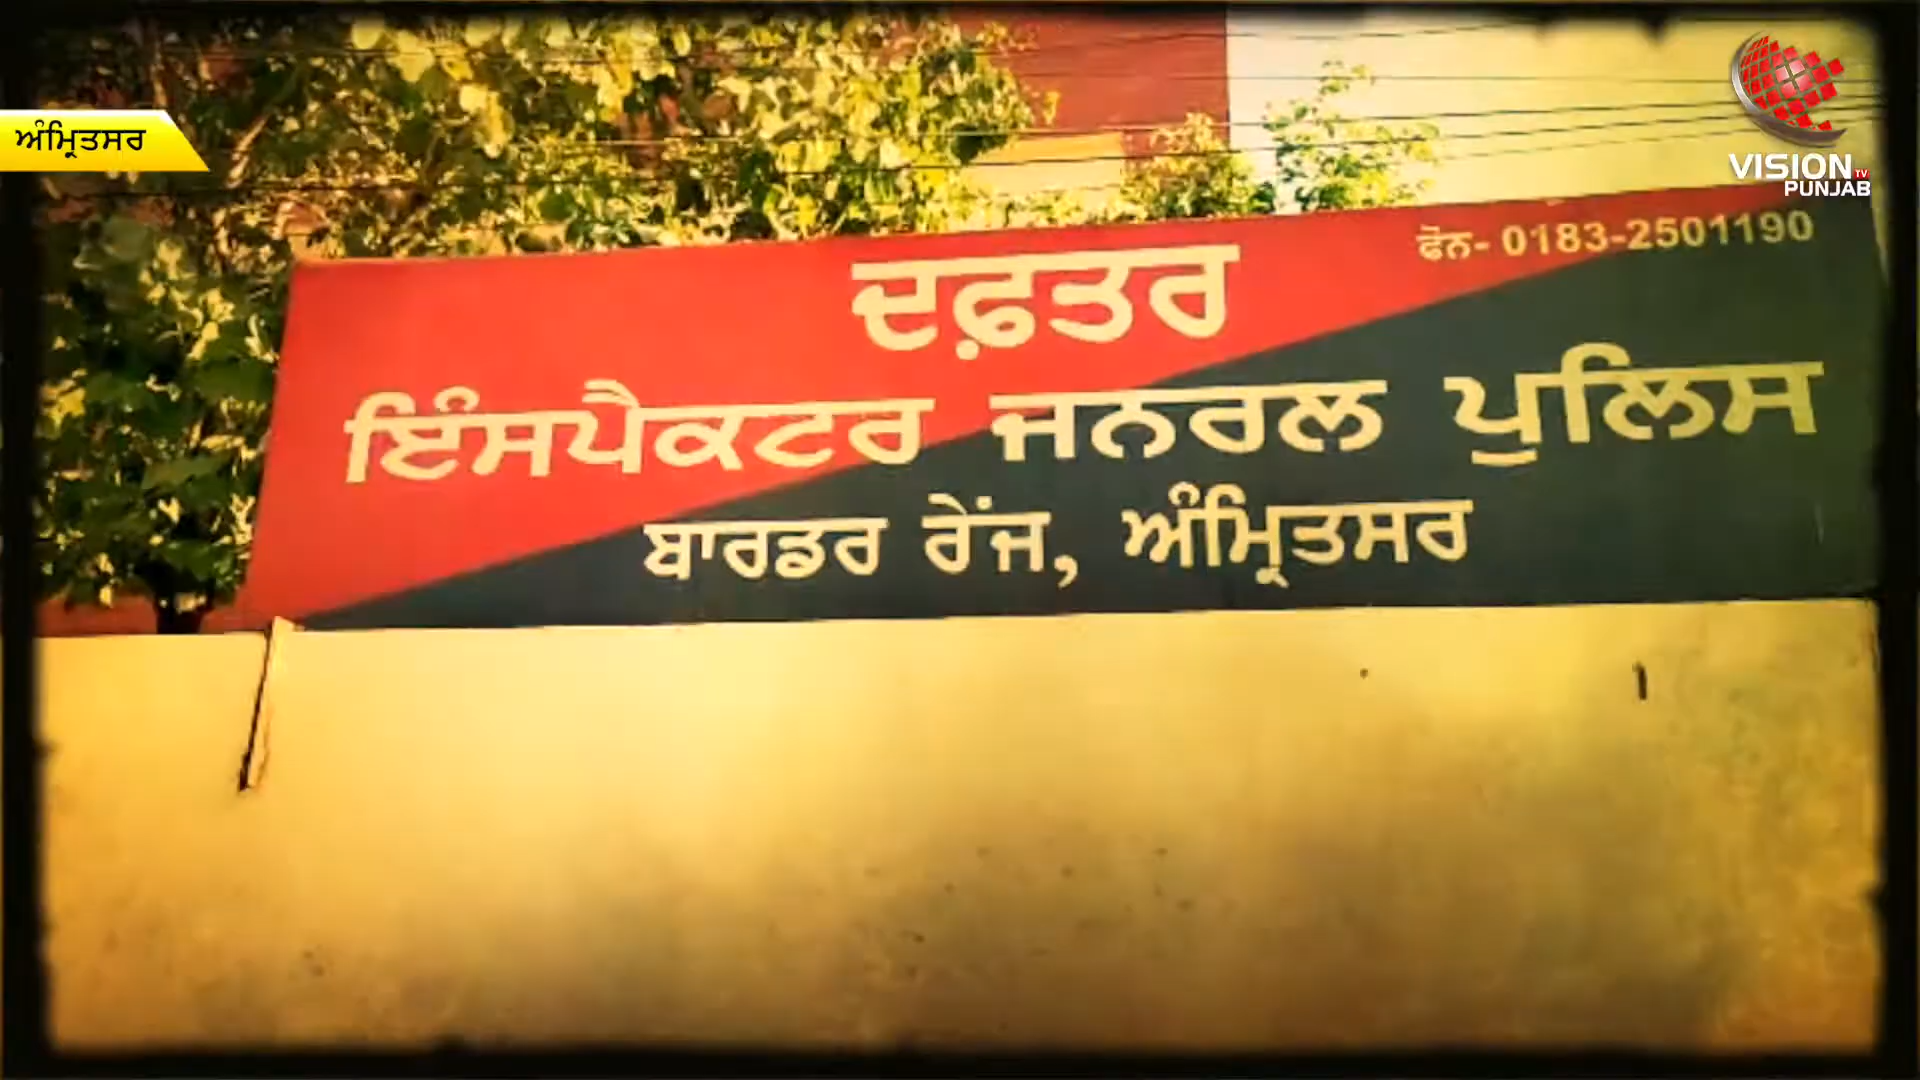 ਅੰਮ੍ਰਿਤਸਰ
VISION TV
PUNJAB
ਫੋਨ- 0183-2501190
ਦਫ਼ਤਰ
ਇੰਸਪੈਕਟਰ ਜਨਰਲ ਪੁਲਿਸ
ਬਾਰਡਰ ਰੇਂਜ, ਅੰਮ੍ਰਿਤਸਰ